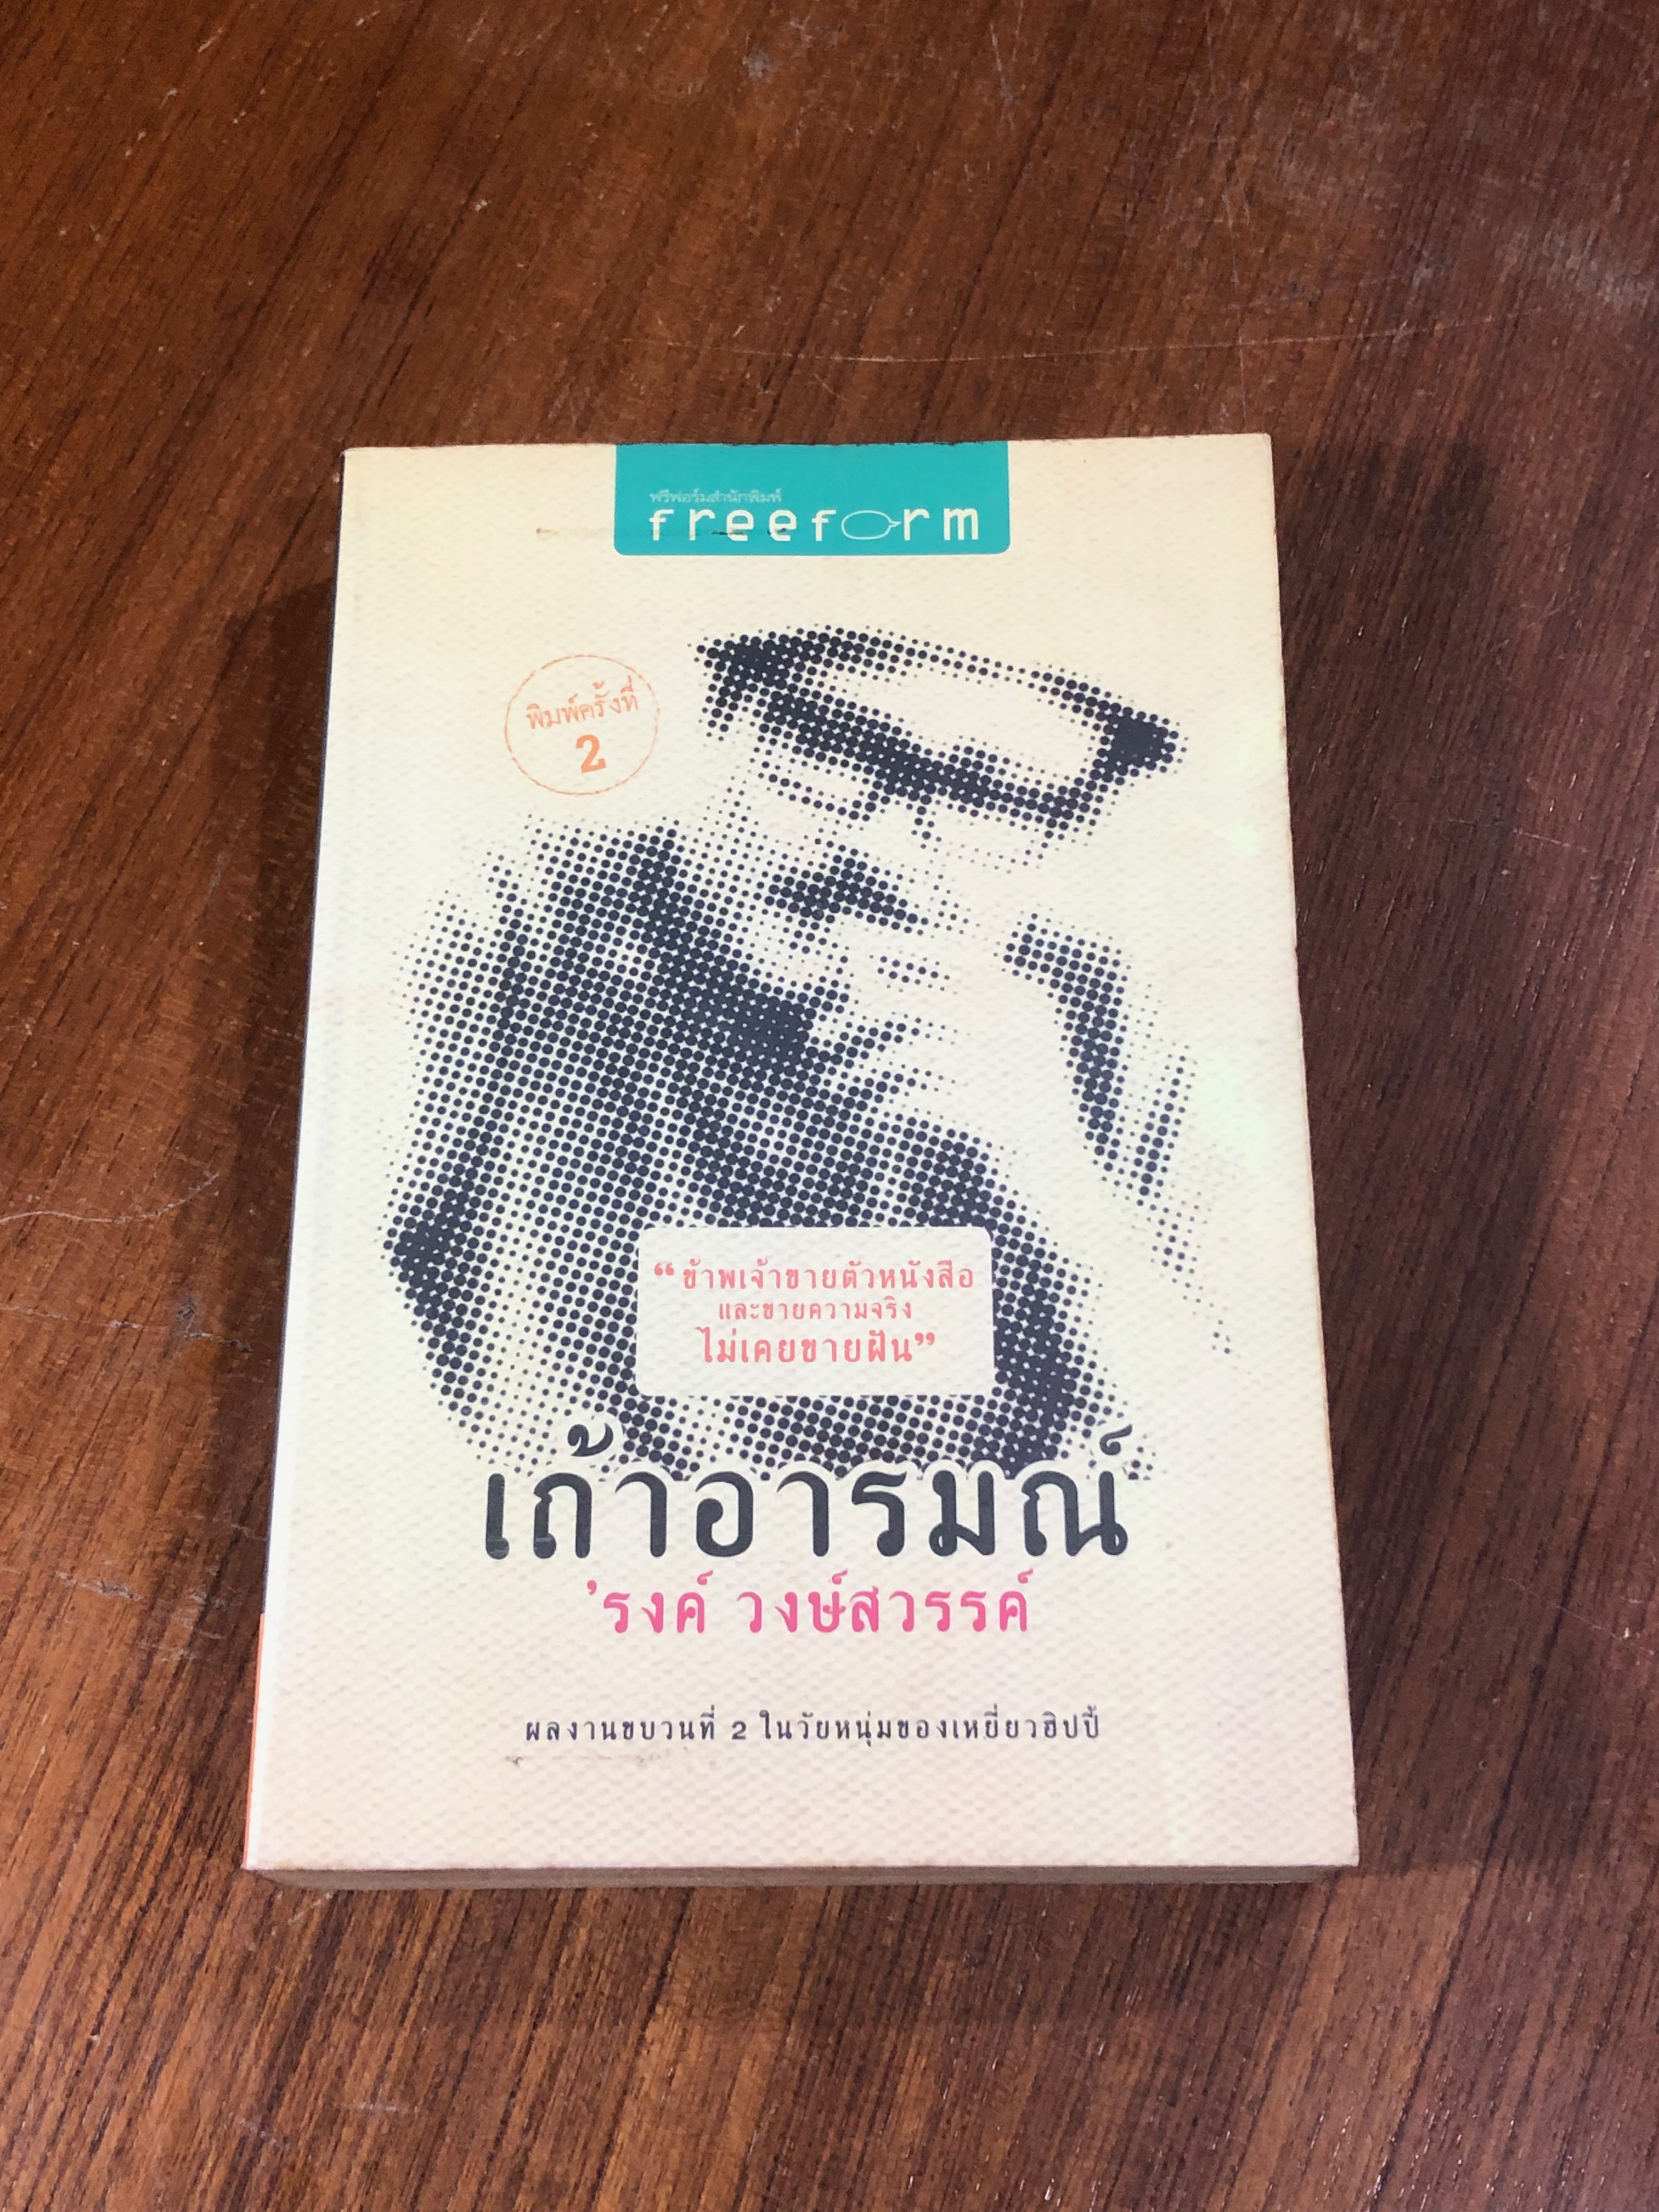 ฟรีฟอร์มสำนักพิมพ์
freeform
พิมพ์ครั้งที่
2
“ข้าพเจ้าขายตัวหนังสือ
และขายความจริง
ไม่เคยขายฝัน”
เถ้าอารมณ์
’รงค์ วงษ์สวรรค์
ผลงานขบวนที่ 2 ในวัยหนุ่มของเหยี่ยวฮิปปี้